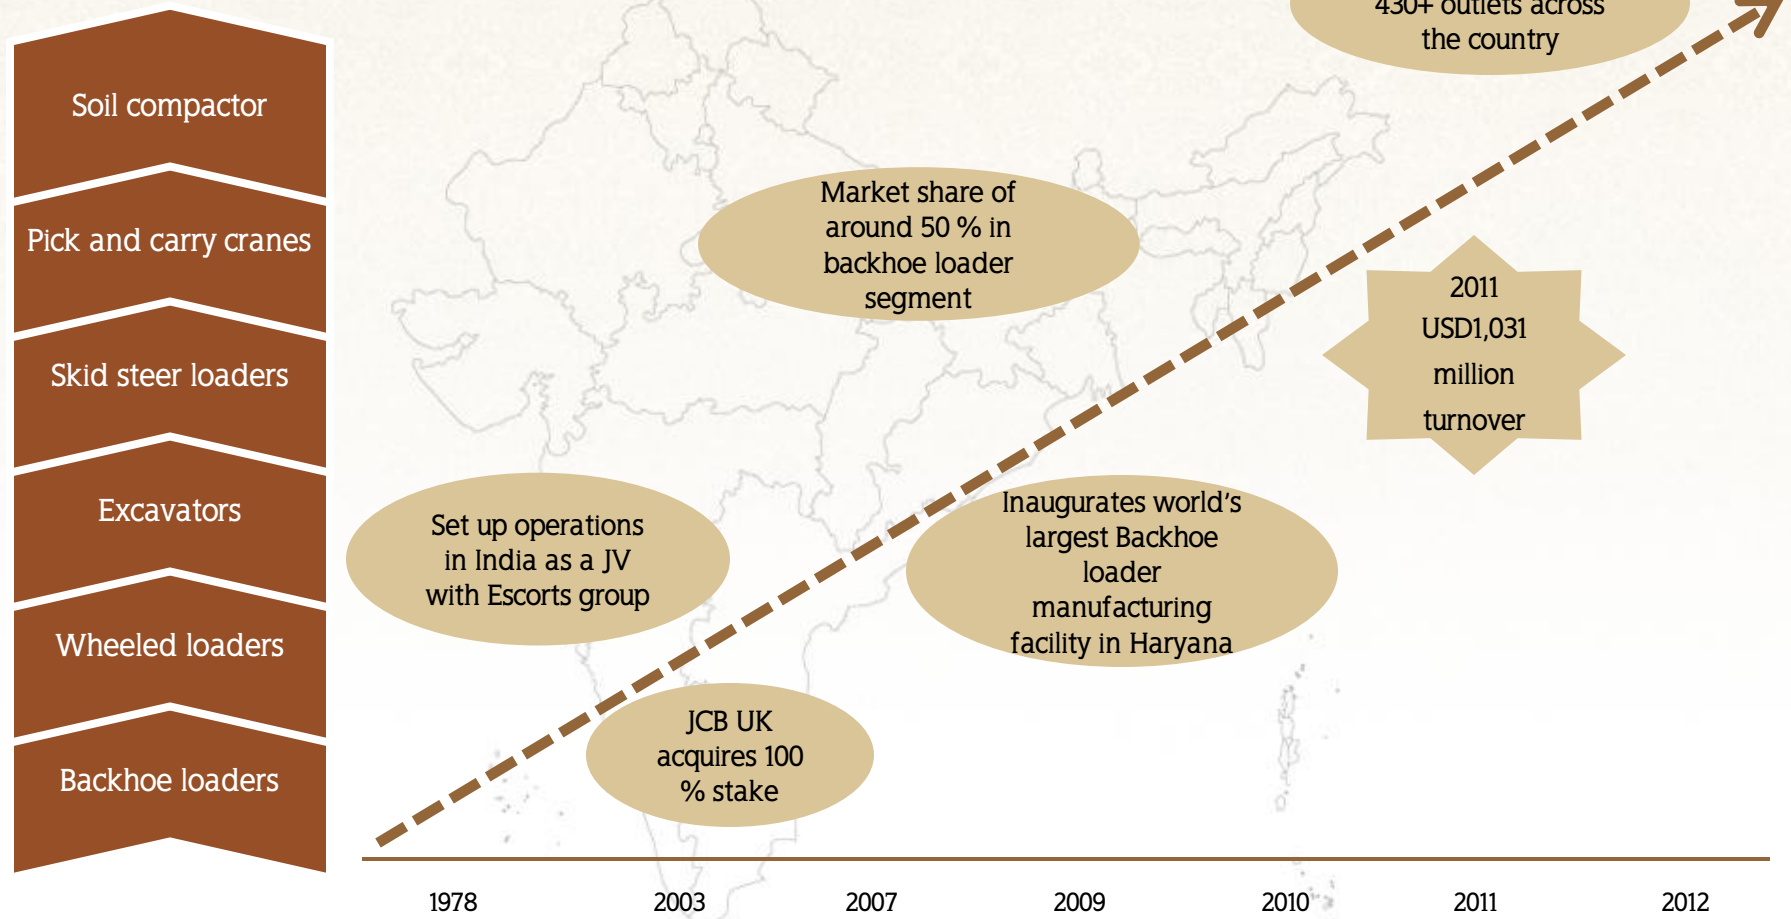 430+ outlets across
the country
Soil compactor
Pick and carry cranes
Skid steer loaders
Excavators
Wheeled loaders
Backhoe loaders
Market share of
around 50 % in
backhoe loader
segment
2011
USD1,031
million
turnover
Set up operations
in India as a JV
with Escorts group
Inaugurates world's
largest Backhoe
loader
manufacturing
facility in Haryana
JCB UK
acquires 100
% stake
1978 2003 2007 2009 2010 2011 2012